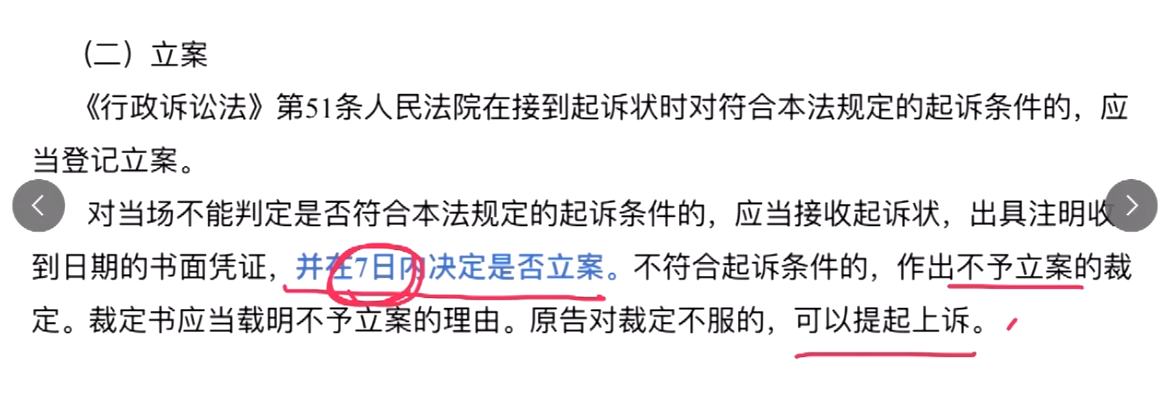 （二）立案
《行政诉讼法》第51条人民法院在接到起诉状时对符合本法规定的起诉条件的，应
当登记立案。
对当场不能判定是否符合本法规定的起诉条件的，应当接收起诉状，出具注明收
到日期的书面凭证，并在7日内决定是否立案。不符合起诉条件的，作出不予立案的裁
定。裁定书应当载明不予立案的理由。原告对裁定不服的，可以提起上诉。